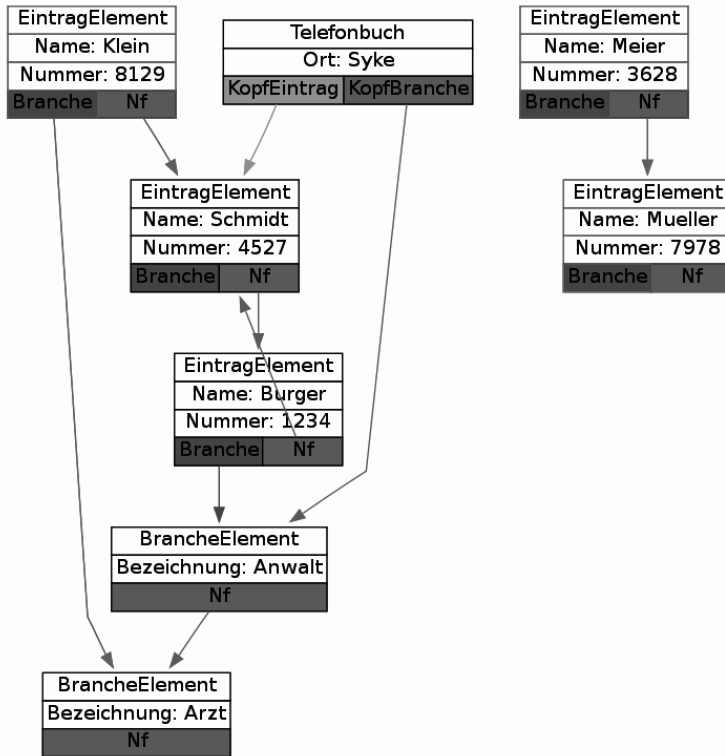 EintragElement
Name: Klein
Nummer: 8129
Branche Nf
Telefonbuch
Ort: Syke
KopfEintrag KopfBranche
EintragElement
Name: Meier
Nummer: 3628
Branche Nf
EintragElement
Name: Schmidt
Nummer: 4527
Branche Nf
EintragElement
Name: Mueller
Nummer: 7978
Branche Nf
EintragElement
Name: Burger
Nummer: 1234
Branche Nf
BrancheElement
Bezeichnung: Anwalt
Nf
BrancheElement
Bezeichnung: Arzt
Nf